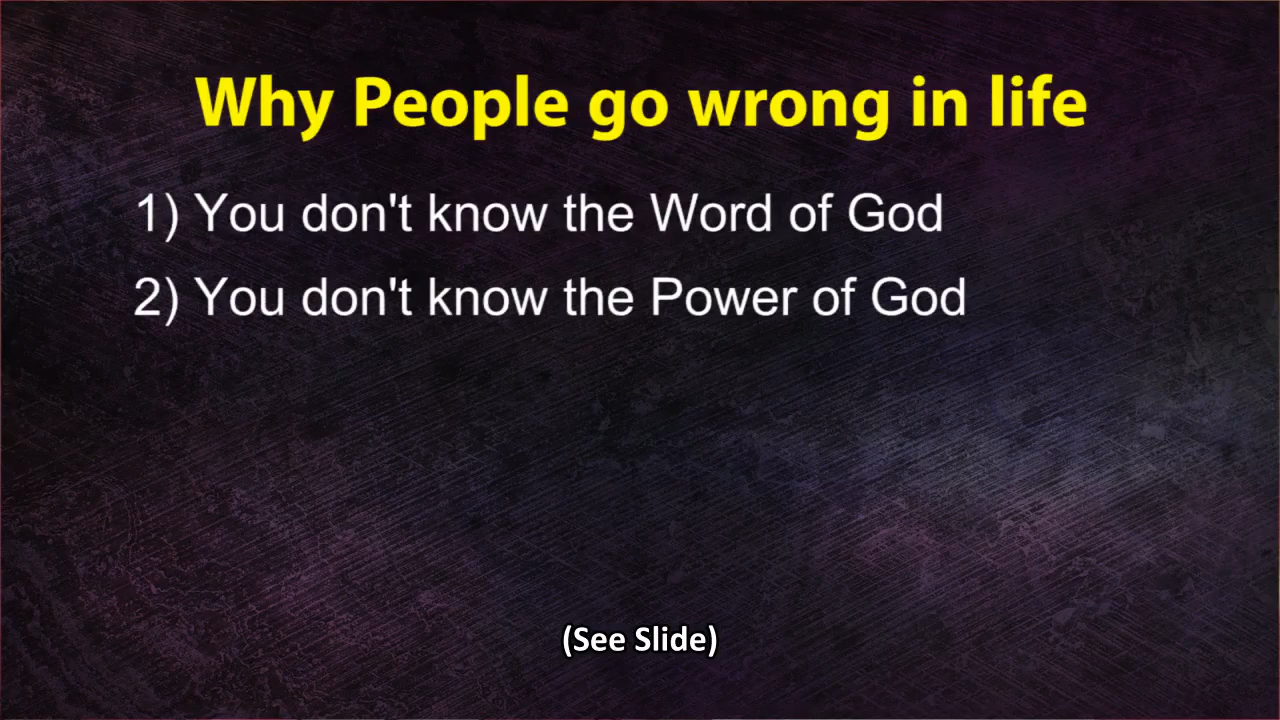 Why People go wrong in life
1) You don't know the Word of God
2) You don't know the Power of God
(See Slide)